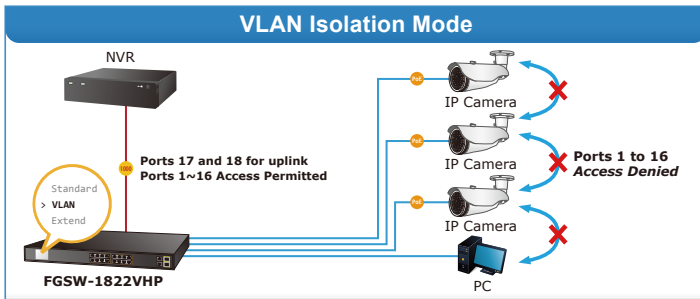 VLAN Isolation Mode
NVR
PoE
IP Camera
1000
Ports 17 and 18 for uplink
Ports 1~16 Access Permitted
PoE
IP Camera
Ports 1 to 16
Access Denied
Standard
> VLAN
Extend
PoE
IP Camera
FGSW-1822VHP
PC